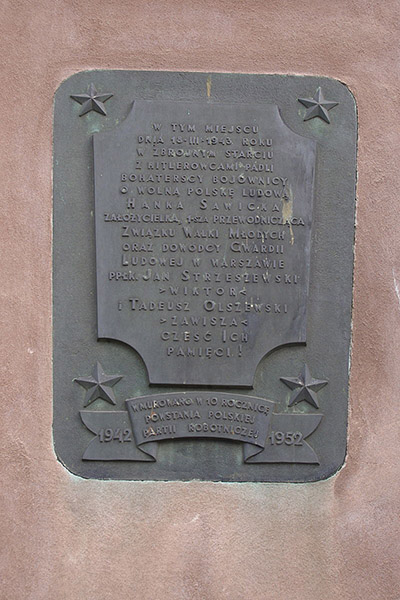 W TYM MIEJSCU
DNIA 16-III-1943 ROKU
W ZBROJNYM STARCIU
Z HITLEROWCAMI PADLI
BOHATERSCY BOJOWNICY
O WOLNĄ POLSKĘ LUDOWĄ
HANNA SAWICKA
ZAŁOŻYCIELKA, 1-SZA PRZEWODNICZĄCA
ZWIĄZKU WALKI MŁODYCH
ORAZ DOWÓDCY GWARDII
LUDOWEJ W WARSZAWIE
PPŁK. JAN STRZESZEWSKI
>WIKTOR<
I TADEUSZ OLSZEWSKI
>ZAWISZA<
CZEŚĆ ICH
PAMIĘCI!
WMUROWANO W 10 ROCZNICĘ
POWSTANIA POLSKIEJ
PARTII ROBOTNICZEJ
1942 1952